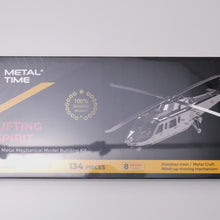 METAL
TIME
100%
LIFTING
SPIRIT
Metal Mechanical Model Building Kit
134 PIECES
8
Stainless steel / Metal Craft
Wind-up moving mechanism